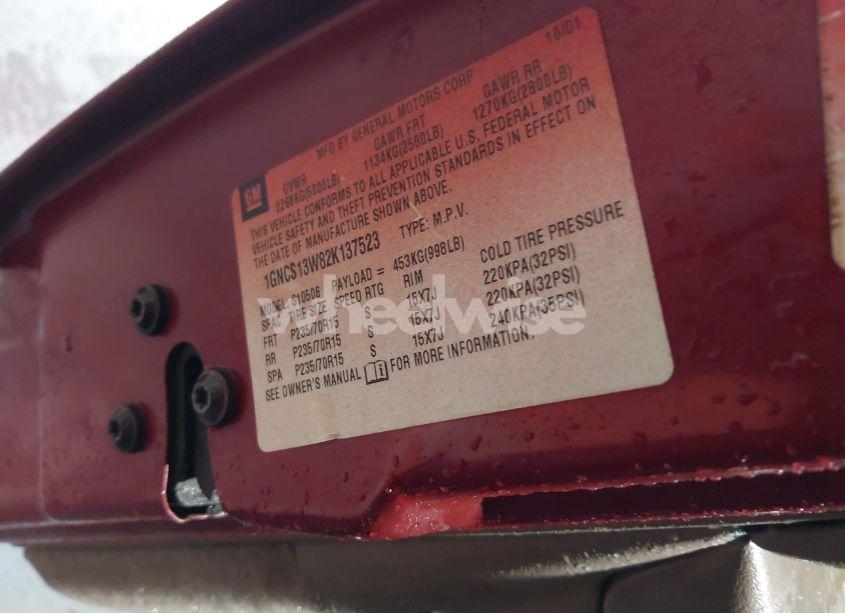 GM
MFD BY GENERAL MOTORS CORP 10/01
GVWR GAWR FRT GAWR RR
2268KG(5000LB) 1134KG(2500LB) 1270KG(2800LB)
THIS VEHICLE CONFORMS TO ALL APPLICABLE U.S. FEDERAL MOTOR
VEHICLE SAFETY AND THEFT PREVENTION STANDARDS IN EFFECT ON
THE DATE OF MANUFACTURE SHOWN ABOVE.
1GNCS13W82K137523 TYPE: M.P.V.
MODEL: S10506 PAYLOAD = 453KG(998LB)
SPAC TIRE SIZE SPEED RTG RIM COLD TIRE PRESSURE
FRT P235/70R15 S 15X7J 220KPA(32PSI)
RR P235/70R15 S 15X7J 220KPA(32PSI)
SPA P235/70R15 S 15X7J 240KPA(35PSI)
SEE OWNER'S MANUAL FOR MORE INFORMATION.
wheelwise